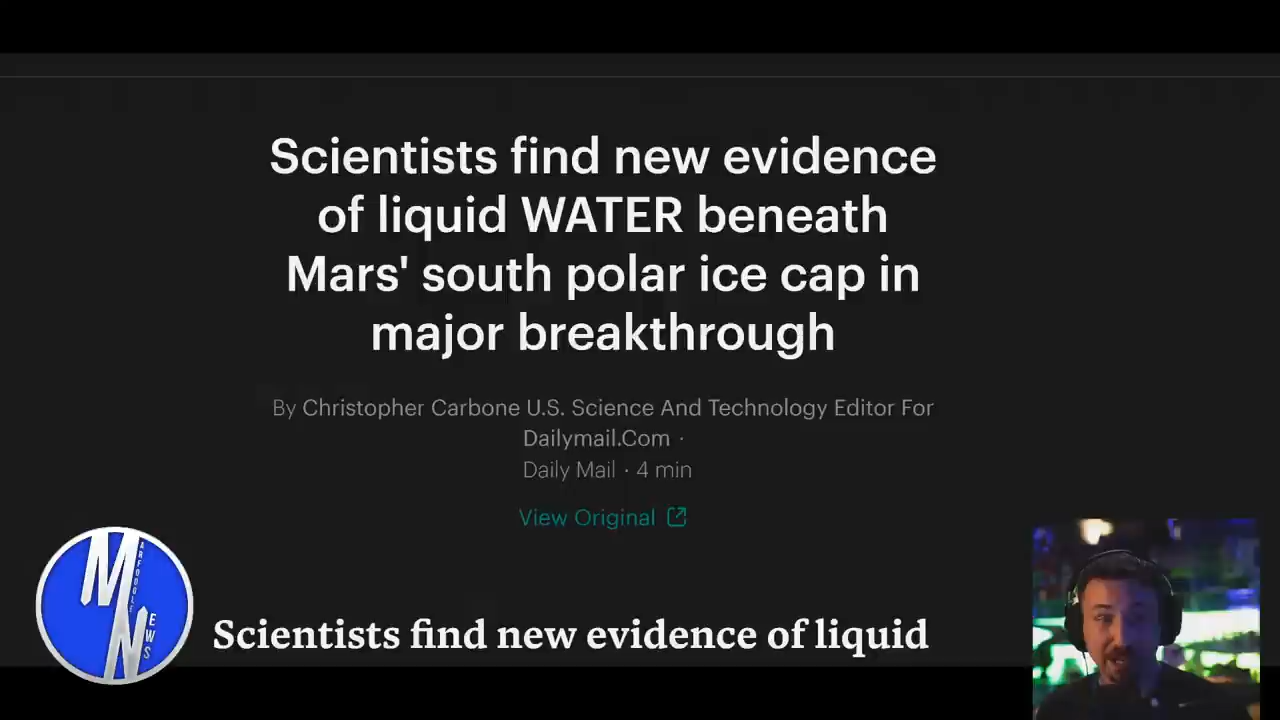 Scientists find new evidence
of liquid WATER beneath
Mars' south polar ice cap in
major breakthrough
By Christopher Carbone U.S. Science And Technology Editor For
Dailymail.Com ·
Daily Mail · 4 min
View Original
M
ARFOOGLE
N
EWS
Scientists find new evidence of liquid